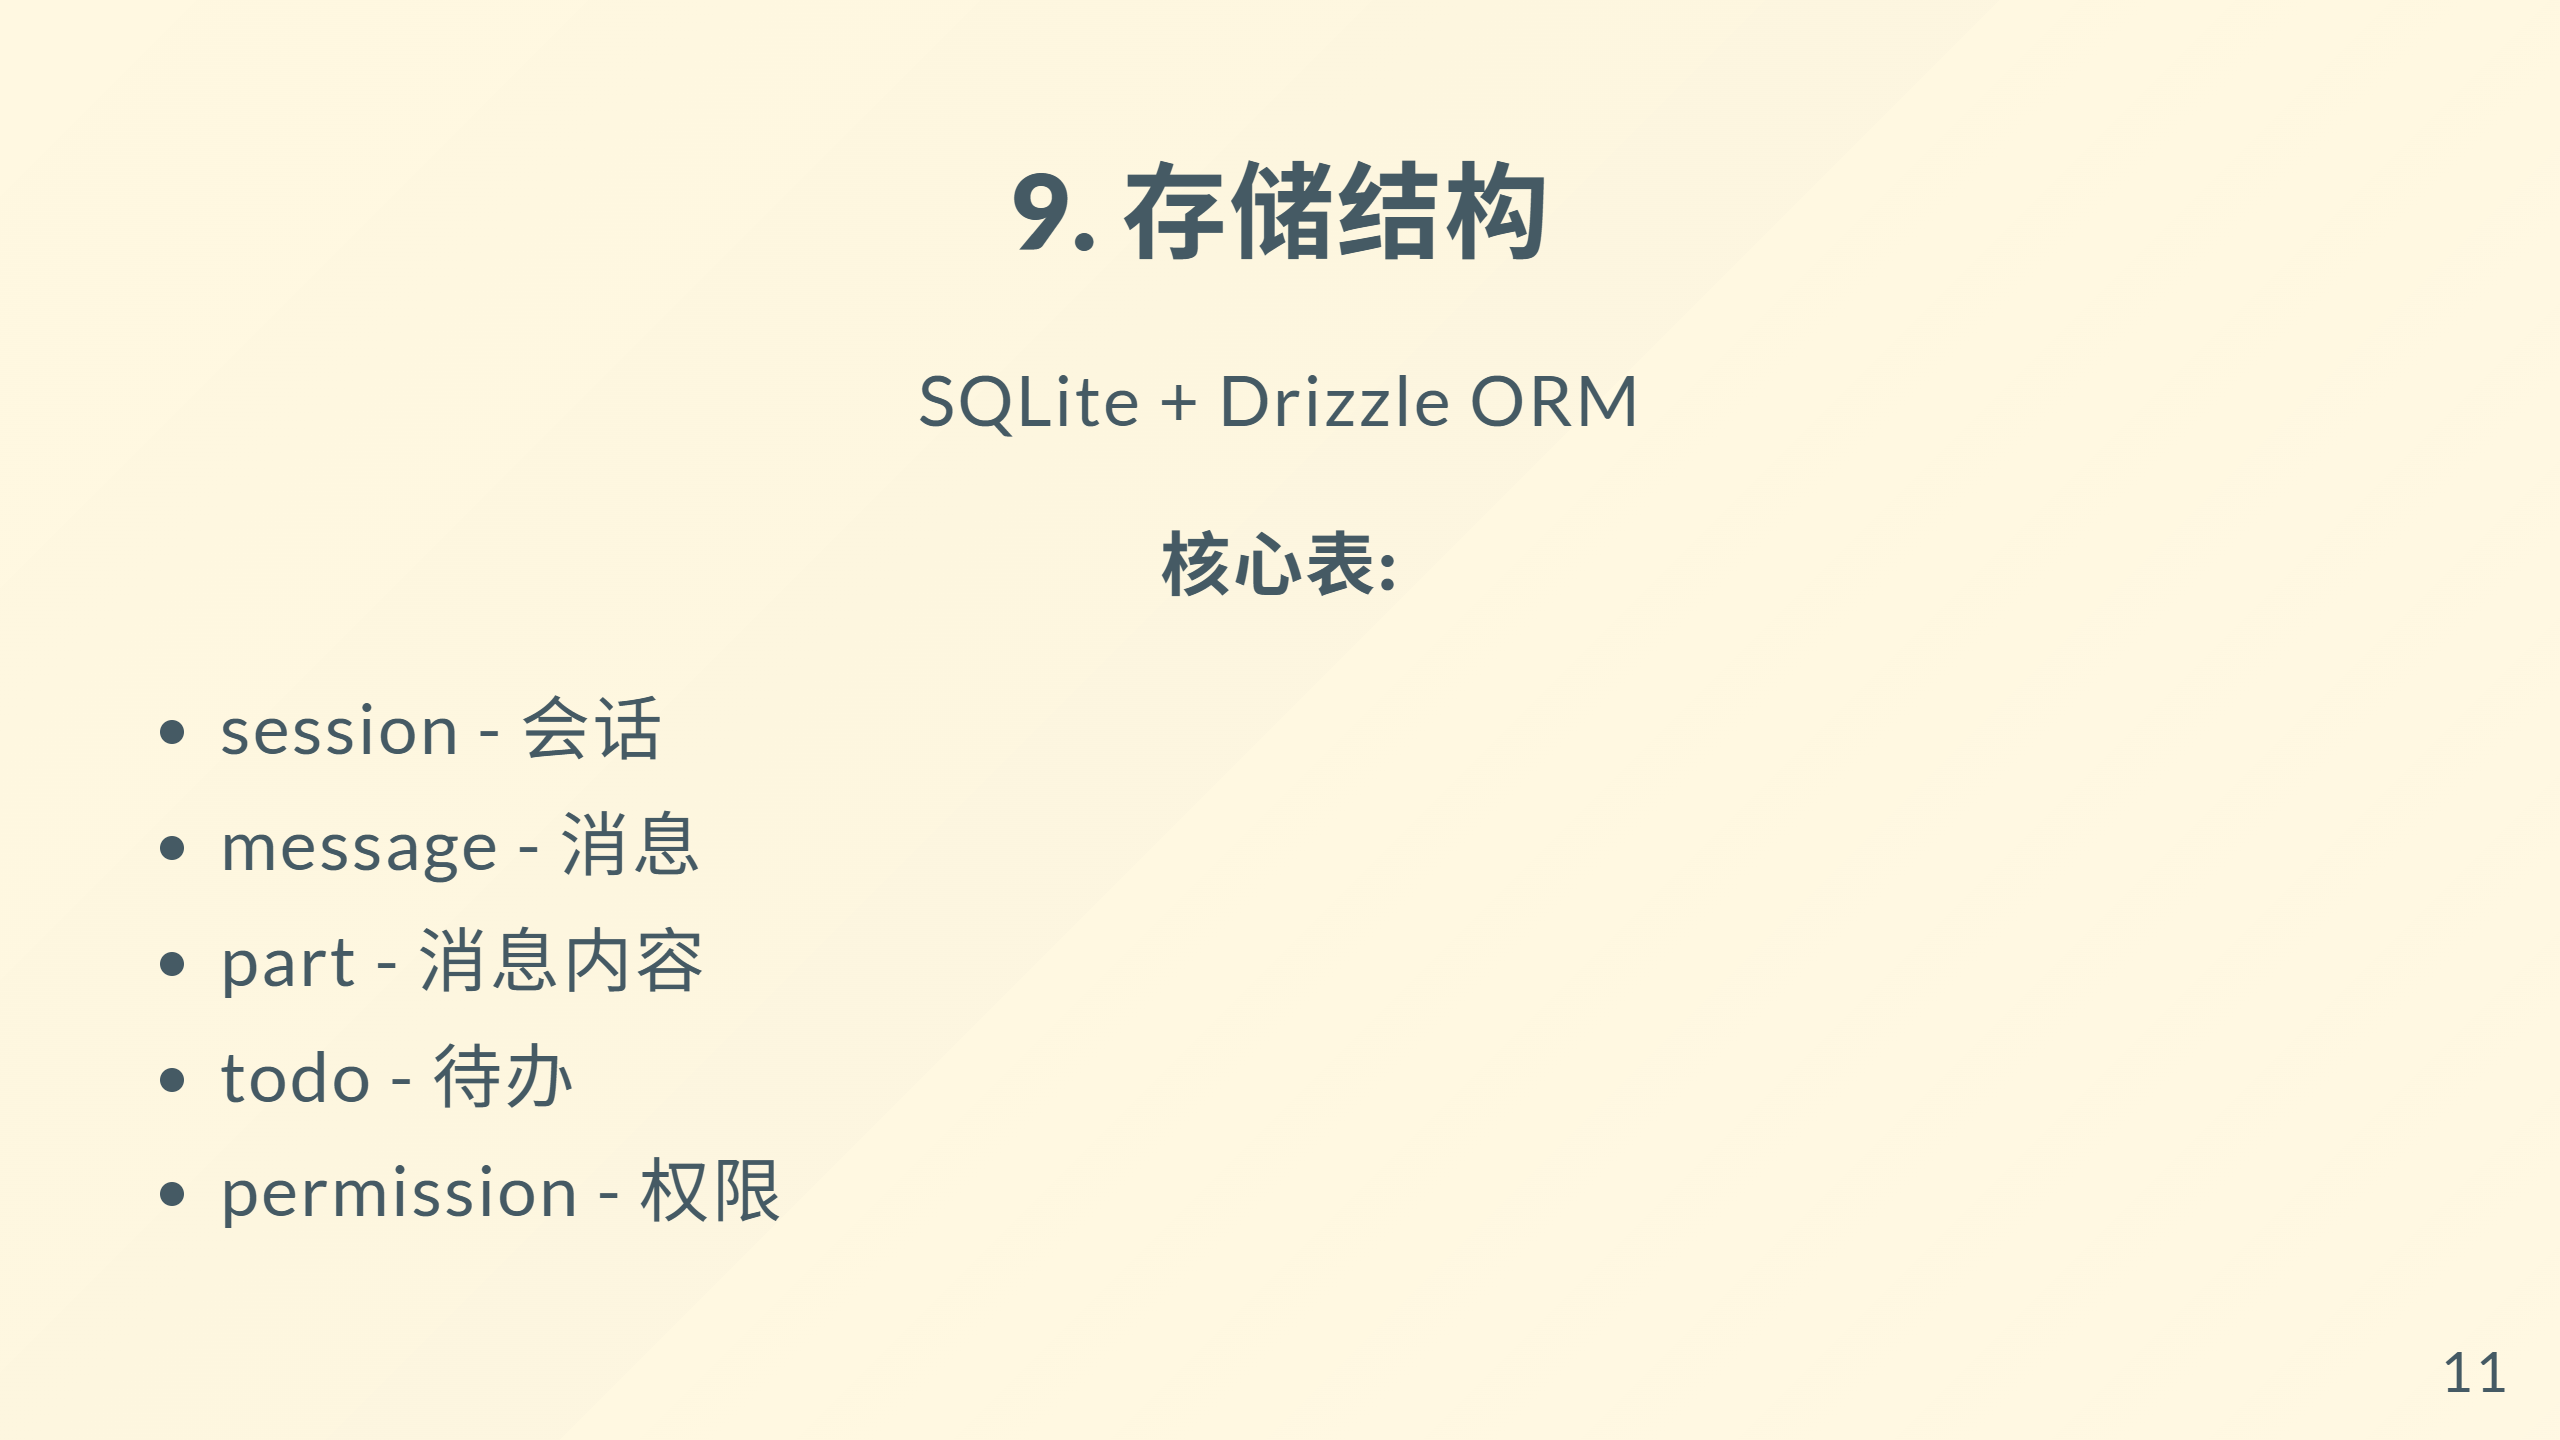 9. 存储结构
SQLite + Drizzle ORM
核心表:
• session - 会话
• message - 消息
• part - 消息内容
• todo - 待办
• permission - 权限
11